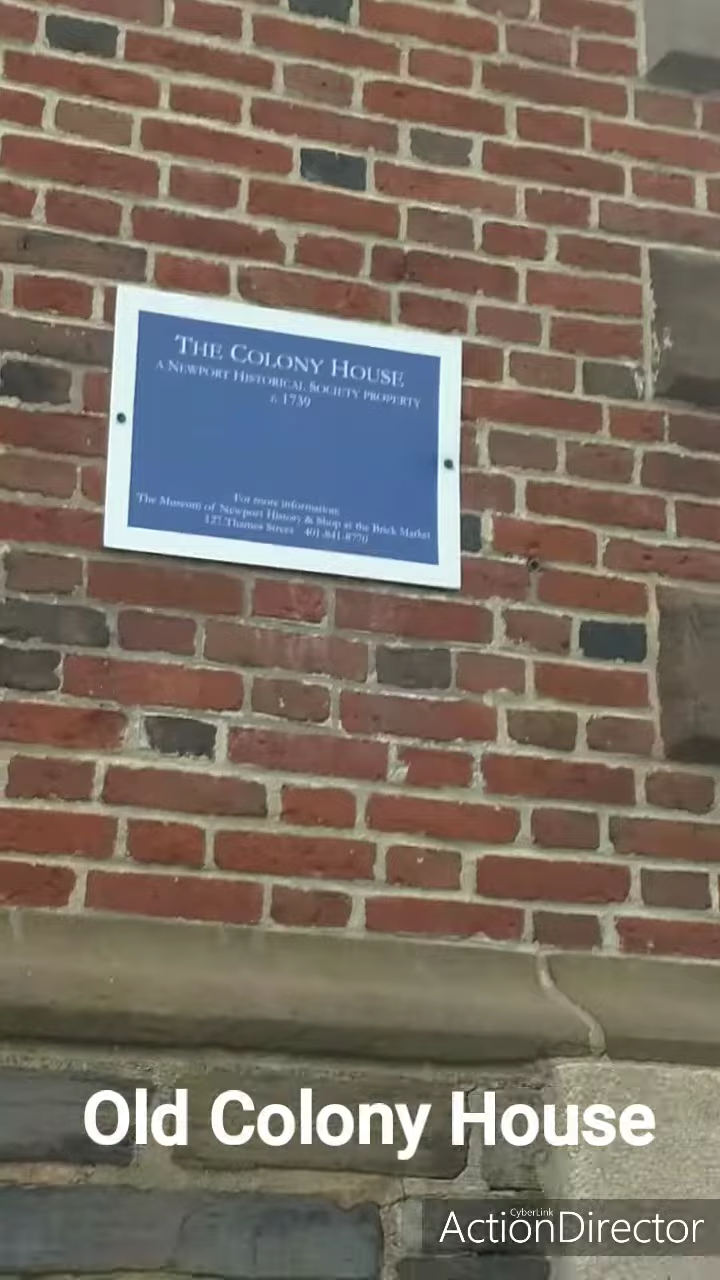 THE COLONY HOUSE
A NEWPORT HISTORICAL SOCIETY PROPERTY
c. 1739
For more information:
The Museum of Newport History & Shop at the Brick Market
127 Thames Street 401-841-8770
Old Colony House
CyberLink
ActionDirector